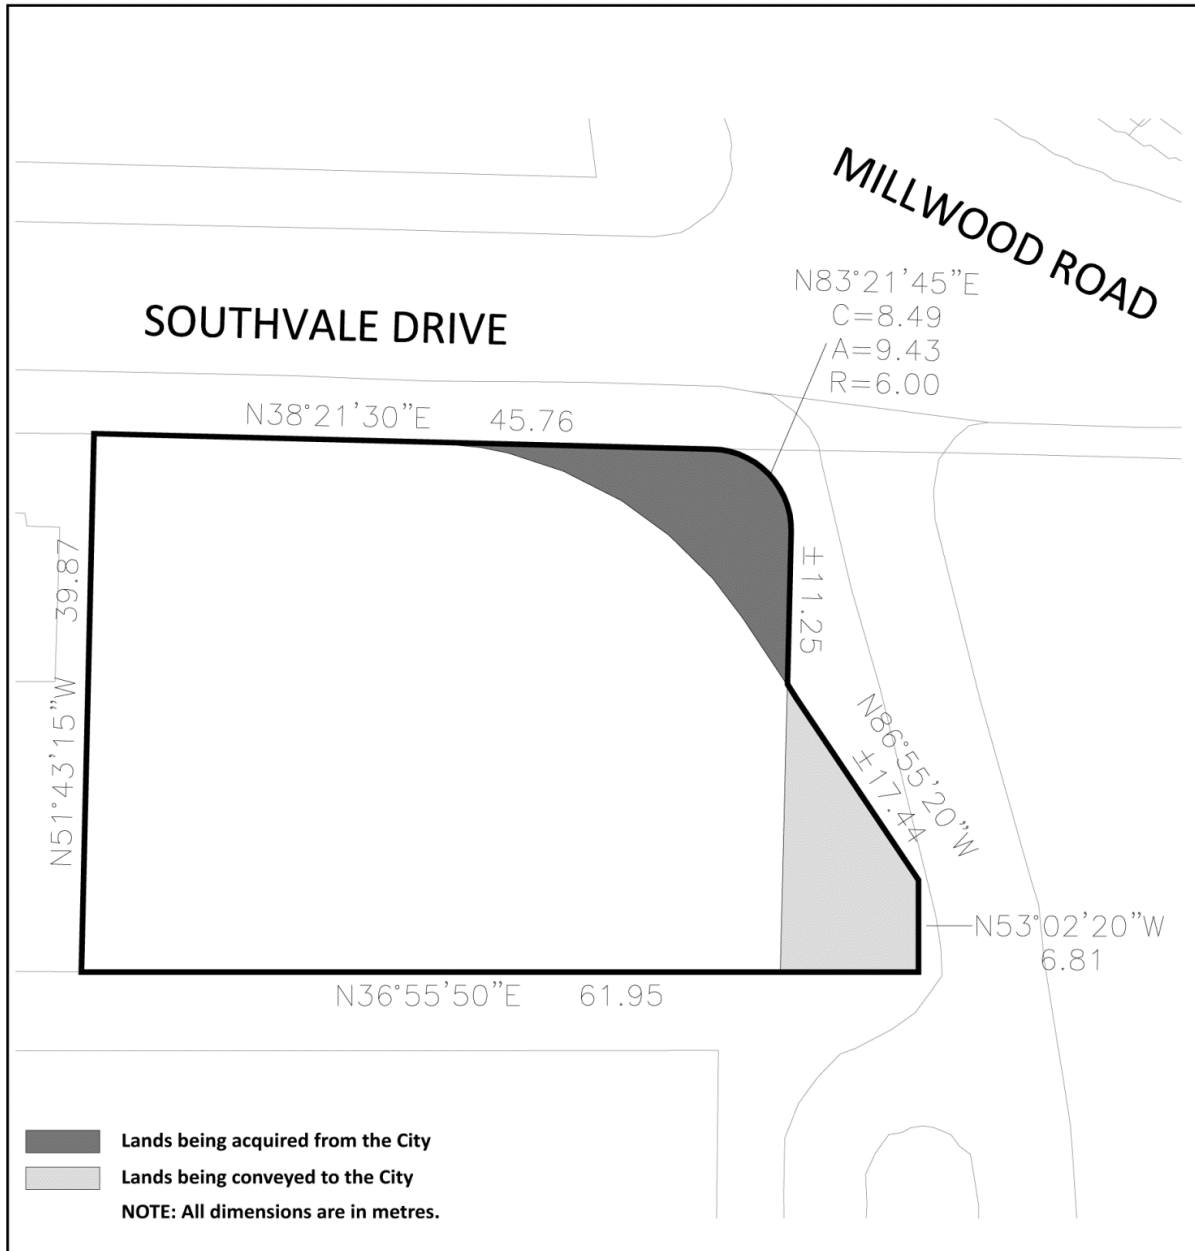 MILLWOOD ROAD
N83°21'45"E
C=8.49
A=9.43
R=6.00
SOUTHVALE DRIVE
N38°21'30"E 45.76
N51°43'15"W 39.87
±11.25
N86°55'20"W
±17.44
N53°02'20"W
6.81
N36°55'50"E 61.95
Lands being acquired from the City
Lands being conveyed to the City
NOTE: All dimensions are in metres.